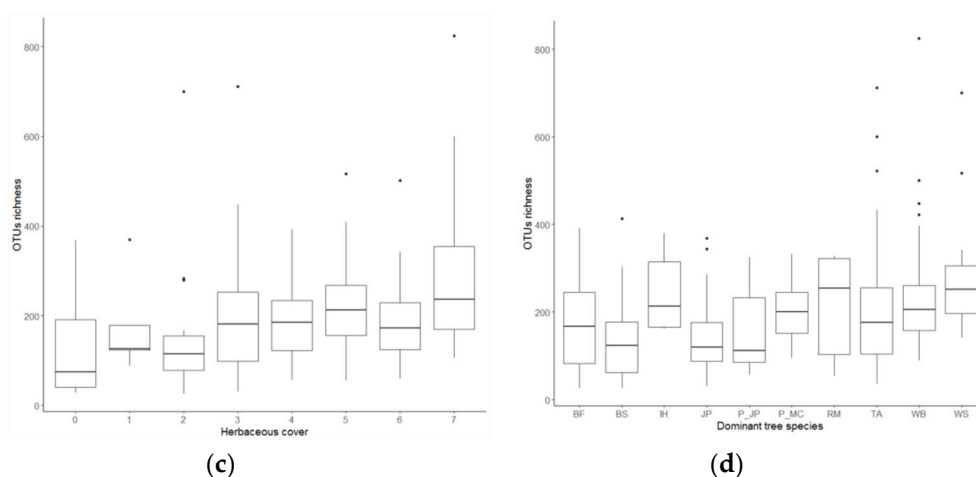 800
600
400
200
0
OTUs richness
0 1 2 3 4 5 6 7
Herbaceous cover
(c)
800
600
400
200
0
OTUs richness
BF BS IH JP P_JP P_MC RM TA WB WS
Dominant tree species
(d)